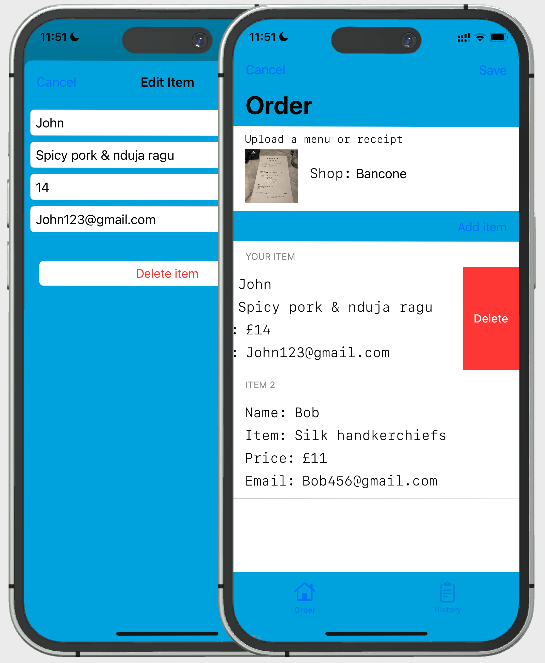 11:51
Cancel
Edit Item
John
Spicy pork & nduja ragu
14
John123@gmail.com
Delete item
11:51
Cancel
Save
Order
Upload a menu or receipt
Shop: Bancone
Add item
YOUR ITEM
John
Spicy pork & nduja ragu
: £14
: John123@gmail.com
Delete
ITEM 2
Name: Bob
Item: Silk handkerchiefs
Price: £11
Email: Bob456@gmail.com
Order
History